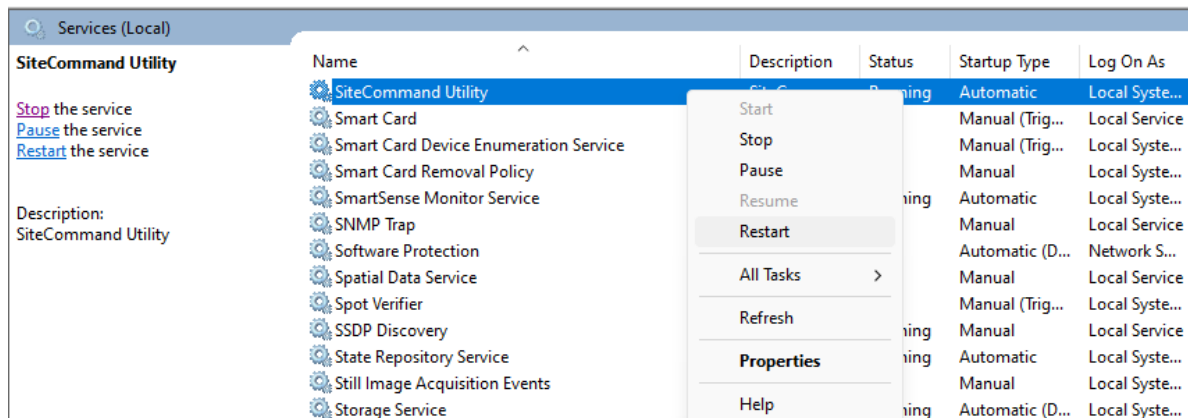 Services (Local)
SiteCommand Utility
Stop the service
Pause the service
Restart the service
Description:
SiteCommand Utility
Name Description Status Startup Type Log On As
SiteCommand Utility Automatic Local Syste...
Smart Card Manual (Trig... Local Service
Smart Card Device Enumeration Service Manual (Trig... Local Syste...
Smart Card Removal Policy Manual Local Syste...
SmartSense Monitor Service ning Automatic Local Syste...
SNMP Trap Manual Local Service
Software Protection Automatic (D... Network S...
Spatial Data Service Manual Local Service
Spot Verifier Manual (Trig... Local Syste...
SSDP Discovery ning Manual Local Service
State Repository Service ning Automatic Local Syste...
Still Image Acquisition Events Manual Local Syste...
Storage Service ning Automatic (D... Local Syste...
Start
Stop
Pause
Resume
Restart
All Tasks
Refresh
Properties
Help